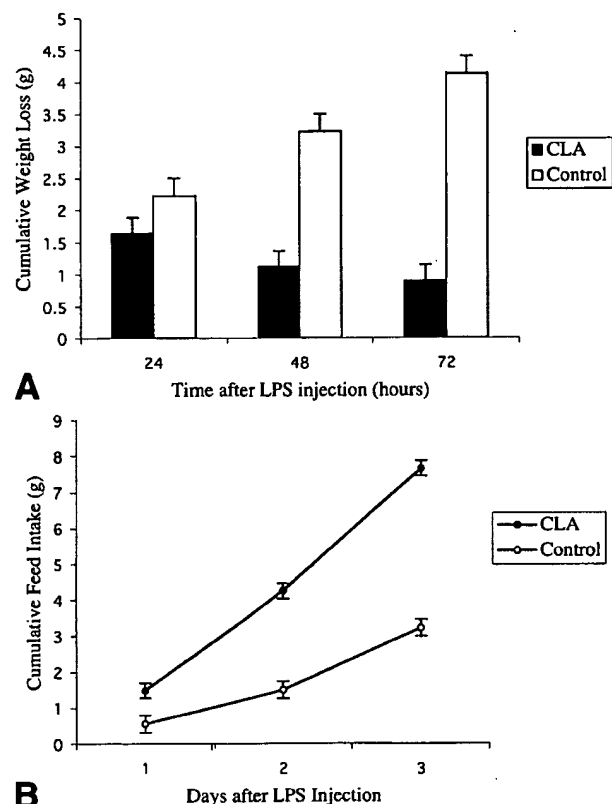 5
4.5
4
3.5
3
2.5
2
1.5
1
0.5
0
Cumulative Weight Loss (g)
CLA
Control
24 48 72
Time after LPS injection (hours)
A
9
8
7
6
5
4
3
2
1
0
Cumulative Feed Intake (g)
CLA
Control
1 2 3
Days after LPS Injection
B